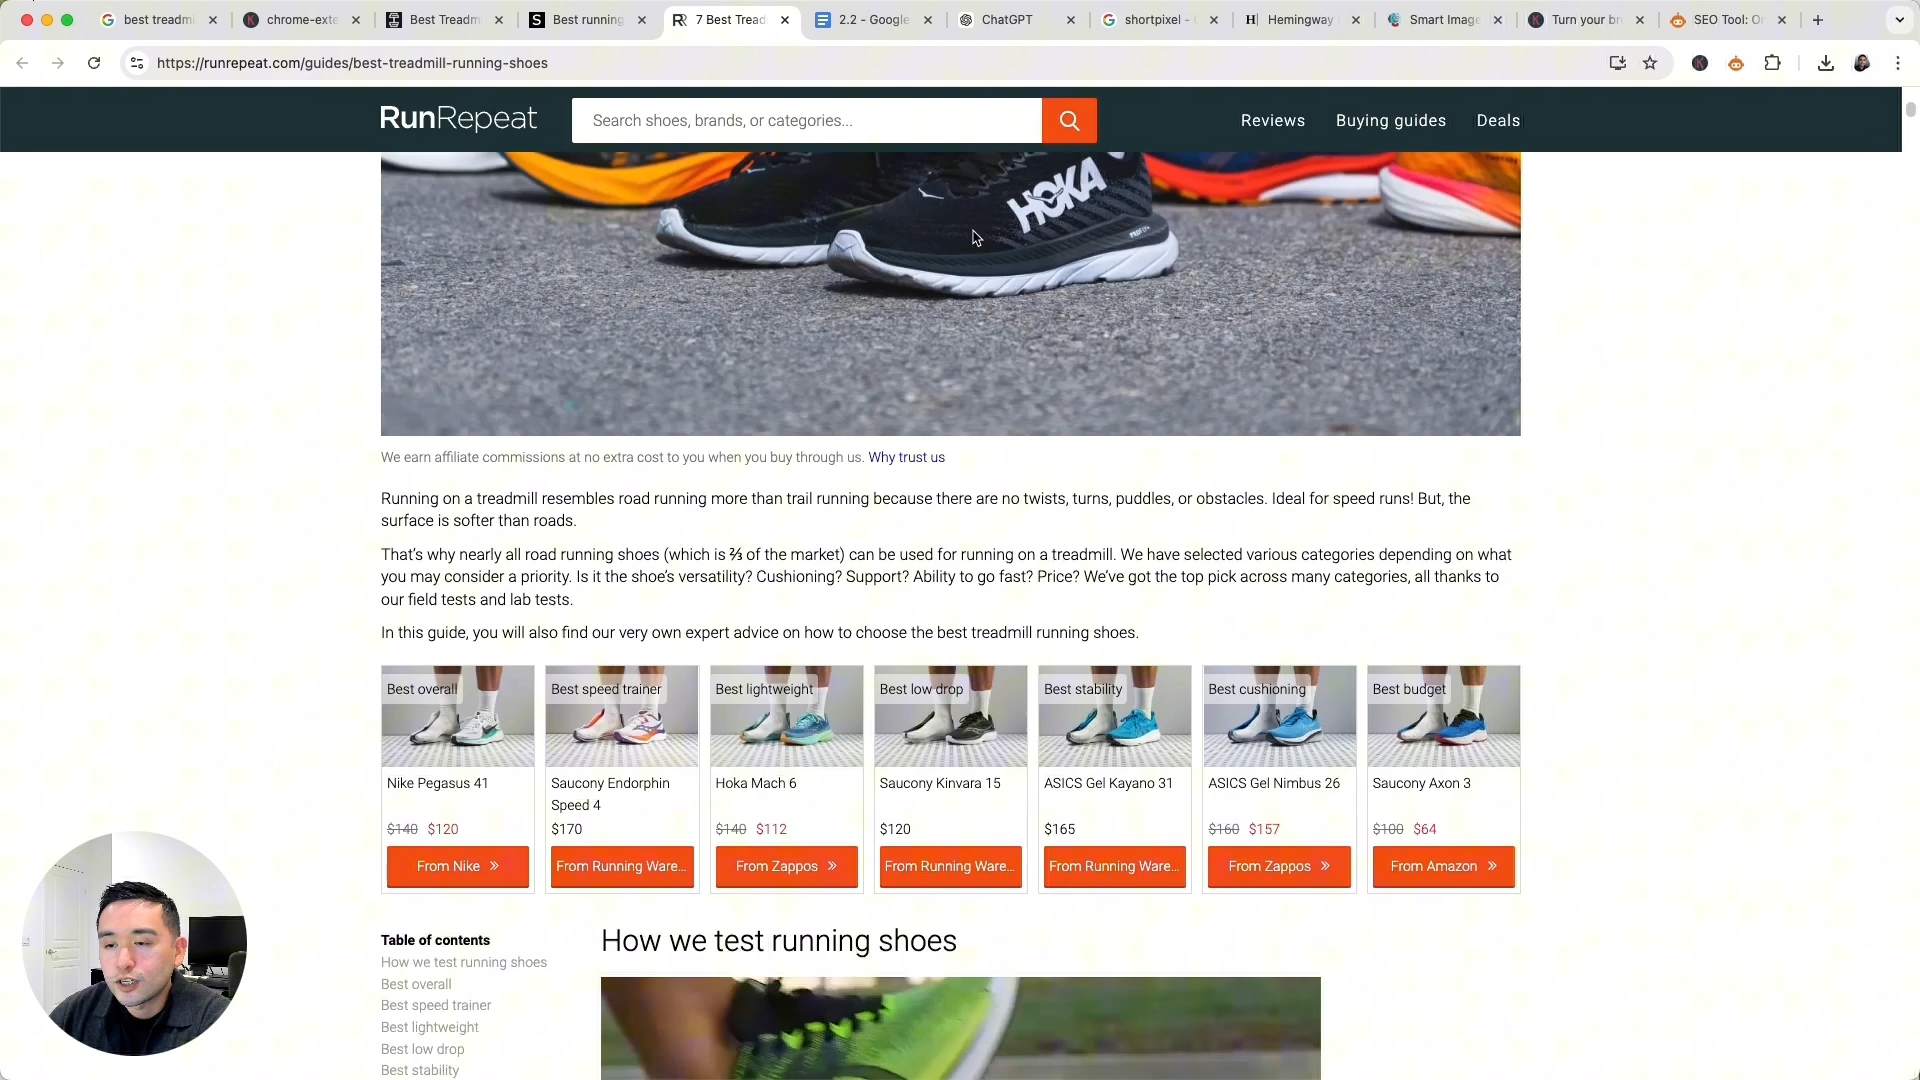 best treadmi
chrome-exte
Best Treadm
Best running
7 Best Tread
2.2 - Google
ChatGPT
shortpixel -
Hemingway
Smart Image
Turn your br
SEO Tool: O
https://runrepeat.com/guides/best-treadmill-running-shoes
RunRepeat
Search shoes, brands, or categories...
Reviews
Buying guides
Deals
HOKA
We earn affiliate commissions at no extra cost to you when you buy through us. Why trust us
Running on a treadmill resembles road running more than trail running because there are no twists, turns, puddles, or obstacles. Ideal for speed runs! But, the
surface is softer than roads.
That's why nearly all road running shoes (which is ⅔ of the market) can be used for running on a treadmill. We have selected various categories depending on what
you may consider a priority. Is it the shoe's versatility? Cushioning? Support? Ability to go fast? Price? We've got the top pick across many categories, all thanks to
our field tests and lab tests.
In this guide, you will also find our very own expert advice on how to choose the best treadmill running shoes.
Best overall
Nike Pegasus 41
$140 $120
From Nike »
Best speed trainer
Saucony Endorphin
Speed 4
$170
From Running Ware...
Best lightweight
Hoka Mach 6
$140 $112
From Zappos »
Best low drop
Saucony Kinvara 15
$120
From Running Ware...
Best stability
ASICS Gel Kayano 31
$165
From Running Ware...
Best cushioning
ASICS Gel Nimbus 26
$160 $157
From Zappos »
Best budget
Saucony Axon 3
$100 $64
From Amazon »
Table of contents
How we test running shoes
Best overall
Best speed trainer
Best lightweight
Best low drop
Best stability
How we test running shoes